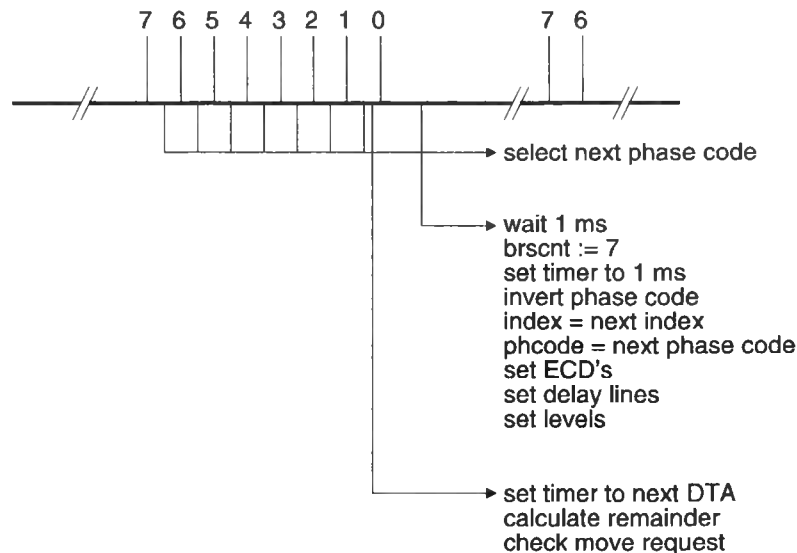 7 6 5 4 3 2 1 0 7 6
select next phase code
wait 1 ms
brscnt := 7
set timer to 1 ms
invert phase code
index = next index
phcode = next phase code
set ECD's
set delay lines
set levels
set timer to next DTA
calculate remainder
check move request